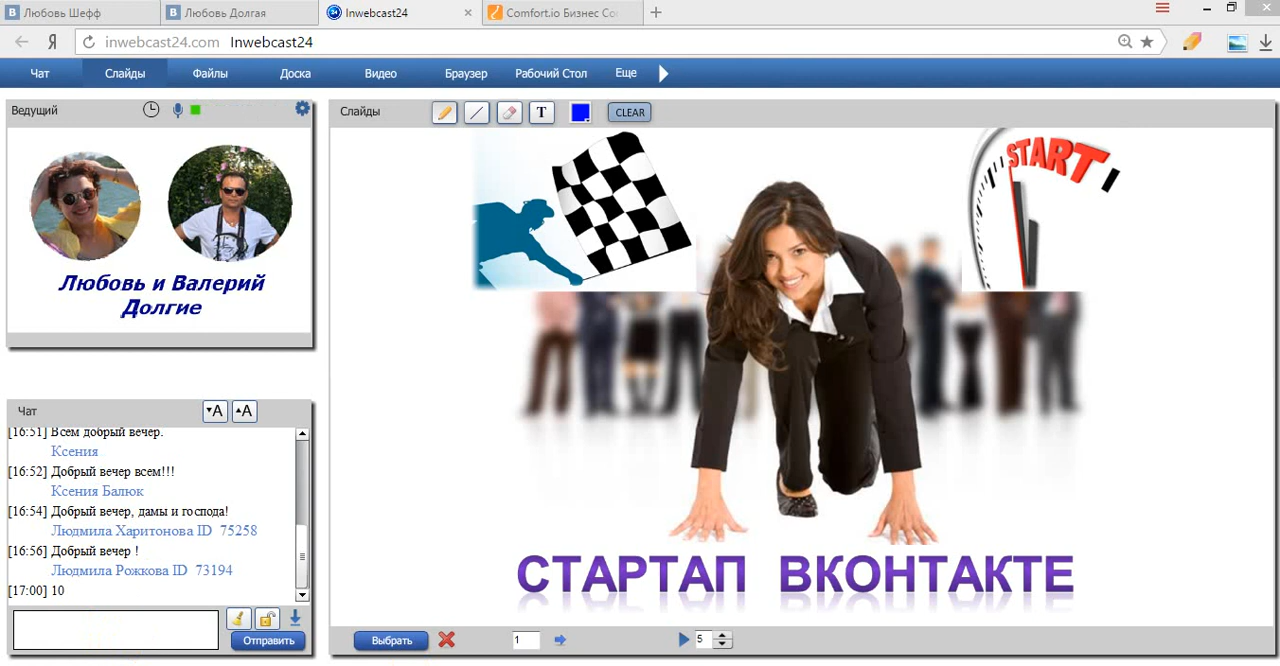 Любовь Шефф
Любовь Долгая
Inwebcast24
Comfort.io Бизнес Со
inwebcast24.com Inwebcast24
Чат
Слайды
Файлы
Доска
Видео
Браузер
Рабочий Стол
Еще
Ведущий
Любовь и Валерий
Долгие
Слайды
T
CLEAR
START
СТАРТАП ВКОНТАКТЕ
Чат
A
A
[16:51] Всем добрый вечер.
Ксения
[16:52] Добрый вечер всем!!!
Ксения Балюк
[16:54] Добрый вечер, дамы и господа!
Людмила Харитонова ID 75258
[16:56] Добрый вечер !
Людмила Рожкова ID 73194
[17:00] 10
Отправить
Выбрать
1
5